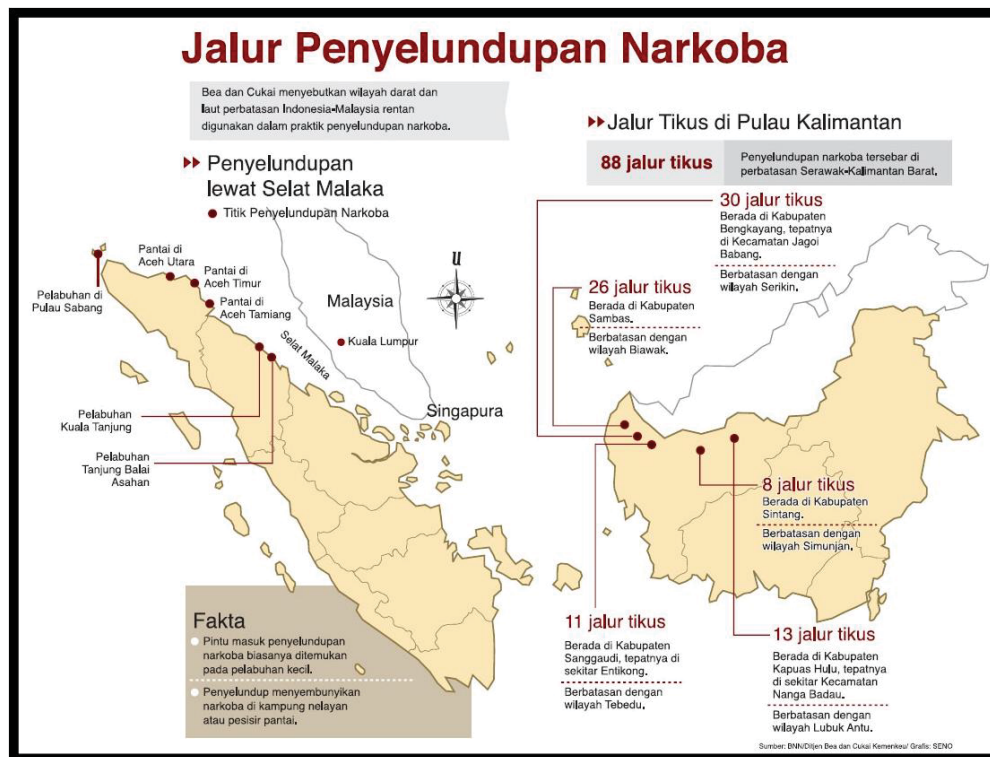 Jalur Penyelundupan Narkoba
Bea dan Cukai menyebutkan wilayah darat dan
laut perbatasan Indonesia-Malaysia rentan
digunakan dalam praktik penyelundupan narkoba.
Penyelundupan
lewat Selat Malaka
Titik Penyelundupan Narkoba
Pantai di
Aceh Utara
Pantai di
Aceh Timur
Pantai di
Aceh Tamiang
Pelabuhan di
Pulau Sabang
Malaysia
Kuala Lumpur
Selat Malaka
Singapura
Pelabuhan
Kuala Tanjung
Pelabuhan
Tanjung Balai
Asahan
u
Fakta
Pintu masuk penyelundupan
narkoba biasanya ditemukan
pada pelabuhan kecil.
Penyelundup menyembunyikan
narkoba di kampung nelayan
atau pesisir pantai.
Jalur Tikus di Pulau Kalimantan
88 jalur tikus
Penyelundupan narkoba tersebar di
perbatasan Serawak-Kalimantan Barat.
30 jalur tikus
Berada di Kabupaten
Bengkayang, tepatnya
di Kecamatan Jagoi
Babang.
Berbatasan dengan
wilayah Serikin.
26 jalur tikus
Berada di Kabupaten
Sambas.
Berbatasan dengan
wilayah Biawak.
8 jalur tikus
Berada di Kabupaten
Sintang.
Berbatasan dengan
wilayah Simunjan.
11 jalur tikus
Berada di Kabupaten
Sanggaudi, tepatnya di
sekitar Entikong.
Berbatasan dengan
wilayah Tebedu.
13 jalur tikus
Berada di Kabupaten
Kapuas Hulu, tepatnya
di sekitar Kecamatan
Nanga Badau.
Berbatasan dengan
wilayah Lubuk Antu.
Sumber: BNN/Ditjen Bea dan Cukai Kemenkeu/ Grafis: SENO